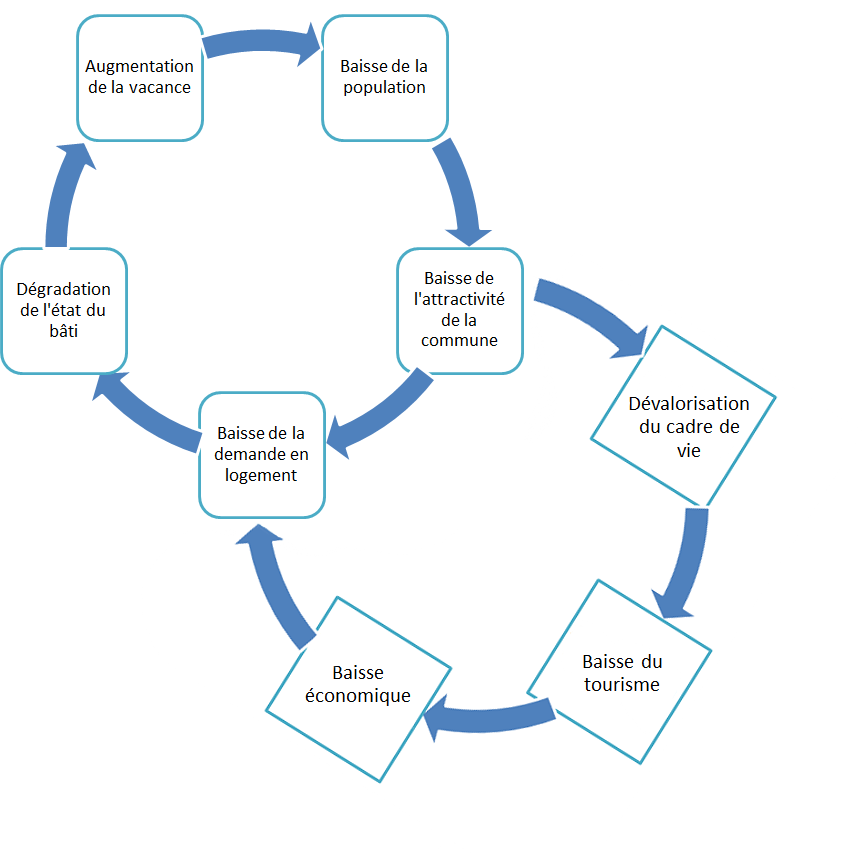 Augmentation
de la vacance
Baisse de la
population
Baisse de
l'attractivité
de la
commune
Dégradation
de l'état du
bâti
Dévalorisation
du cadre de
vie
Baisse de la
demande en
logement
Baisse du
tourisme
Baisse
économique